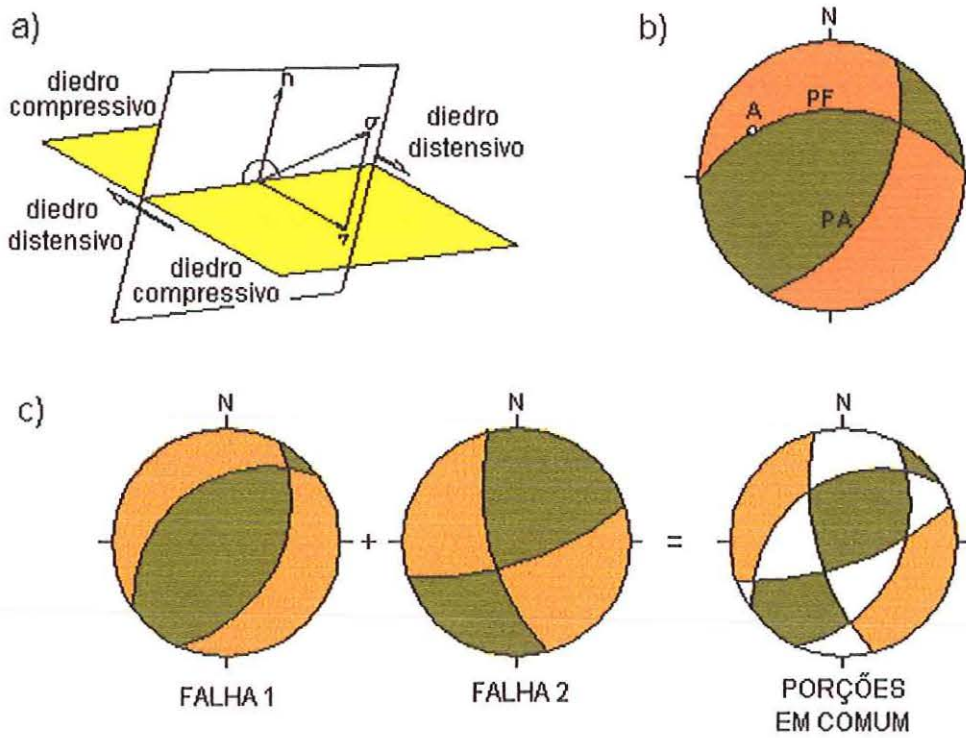 a)
diedro
compressivo
n
σ
diedro
distensivo
diedro
distensivo
τ
diedro
compressivo
b)
N
A
PF
PA
c)
N
N
N
+
=
FALHA 1
FALHA 2
PORÇÕES
EM COMUM